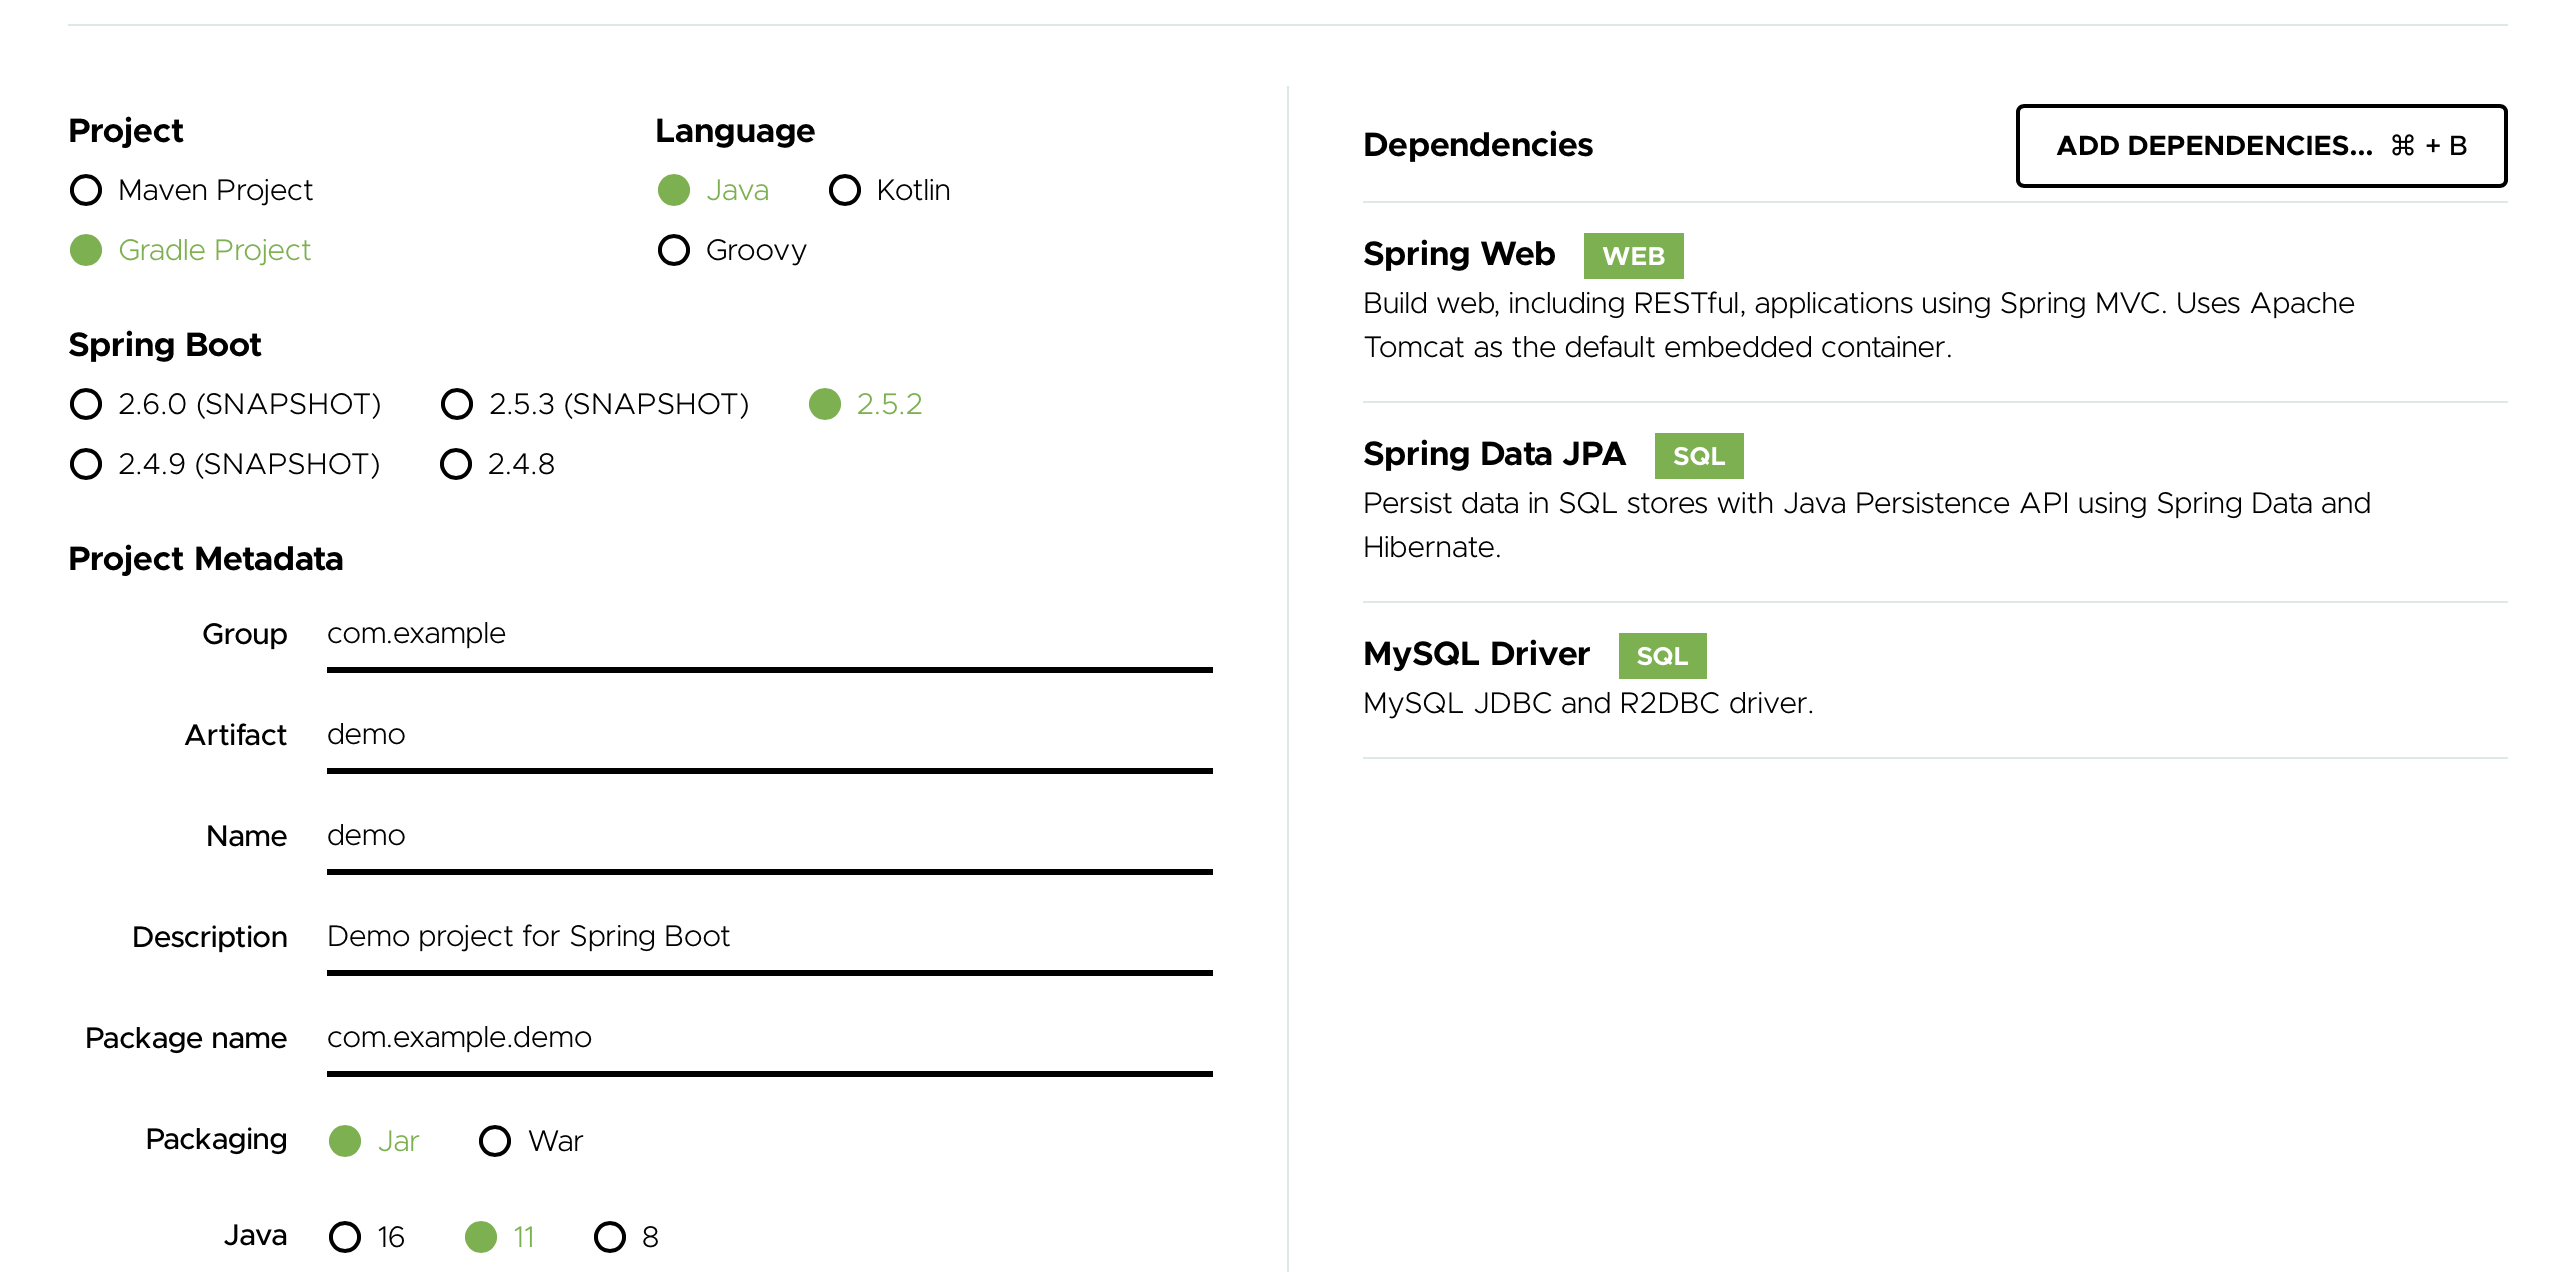 Project
Maven Project
Gradle Project
Language
Java Kotlin
Groovy
Spring Boot
2.6.0 (SNAPSHOT) 2.5.3 (SNAPSHOT) 2.5.2
2.4.9 (SNAPSHOT) 2.4.8
Project Metadata
Group com.example
Artifact demo
Name demo
Description Demo project for Spring Boot
Package name com.example.demo
Packaging Jar War
Java 16 11 8
Dependencies
ADD DEPENDENCIES... ⌘ + B
Spring Web WEB
Build web, including RESTful, applications using Spring MVC. Uses Apache
Tomcat as the default embedded container.
Spring Data JPA SQL
Persist data in SQL stores with Java Persistence API using Spring Data and
Hibernate.
MySQL Driver SQL
MySQL JDBC and R2DBC driver.